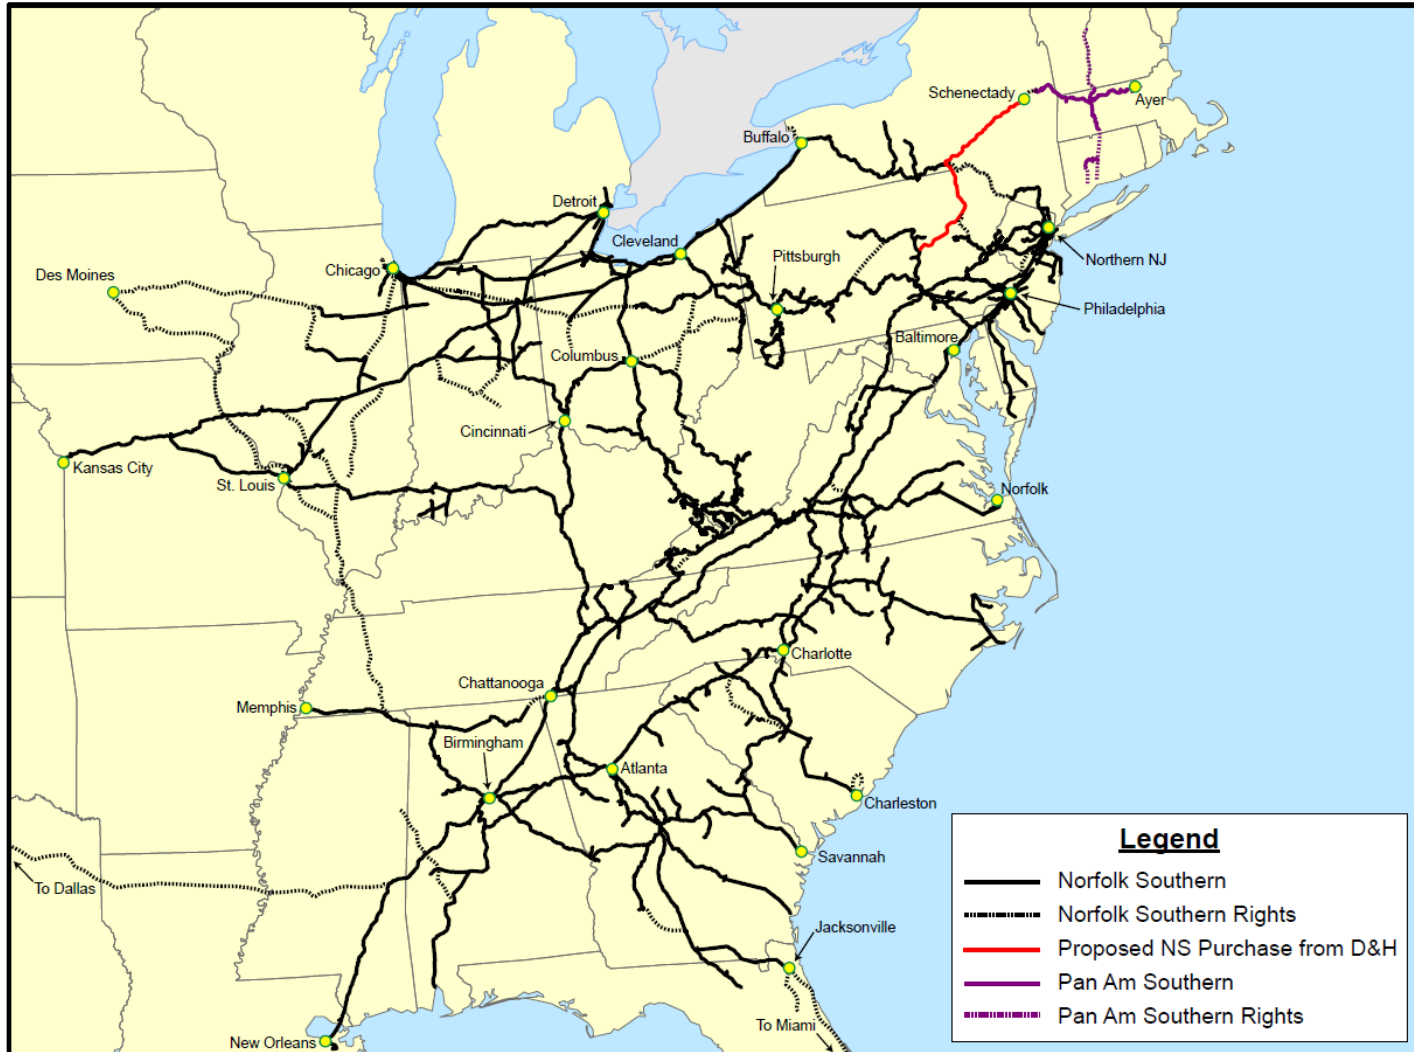 Schenectady
Ayer
Buffalo
Detroit
Cleveland
Northern NJ
Chicago
Pittsburgh
Des Moines
Philadelphia
Baltimore
Columbus
Cincinnati
Kansas City
St. Louis
Norfolk
Charlotte
Chattanooga
Memphis
Birmingham
Atlanta
Charleston
Savannah
To Dallas
Jacksonville
To Miami
New Orleans
Legend
Norfolk Southern
Norfolk Southern Rights
Proposed NS Purchase from D&H
Pan Am Southern
Pan Am Southern Rights